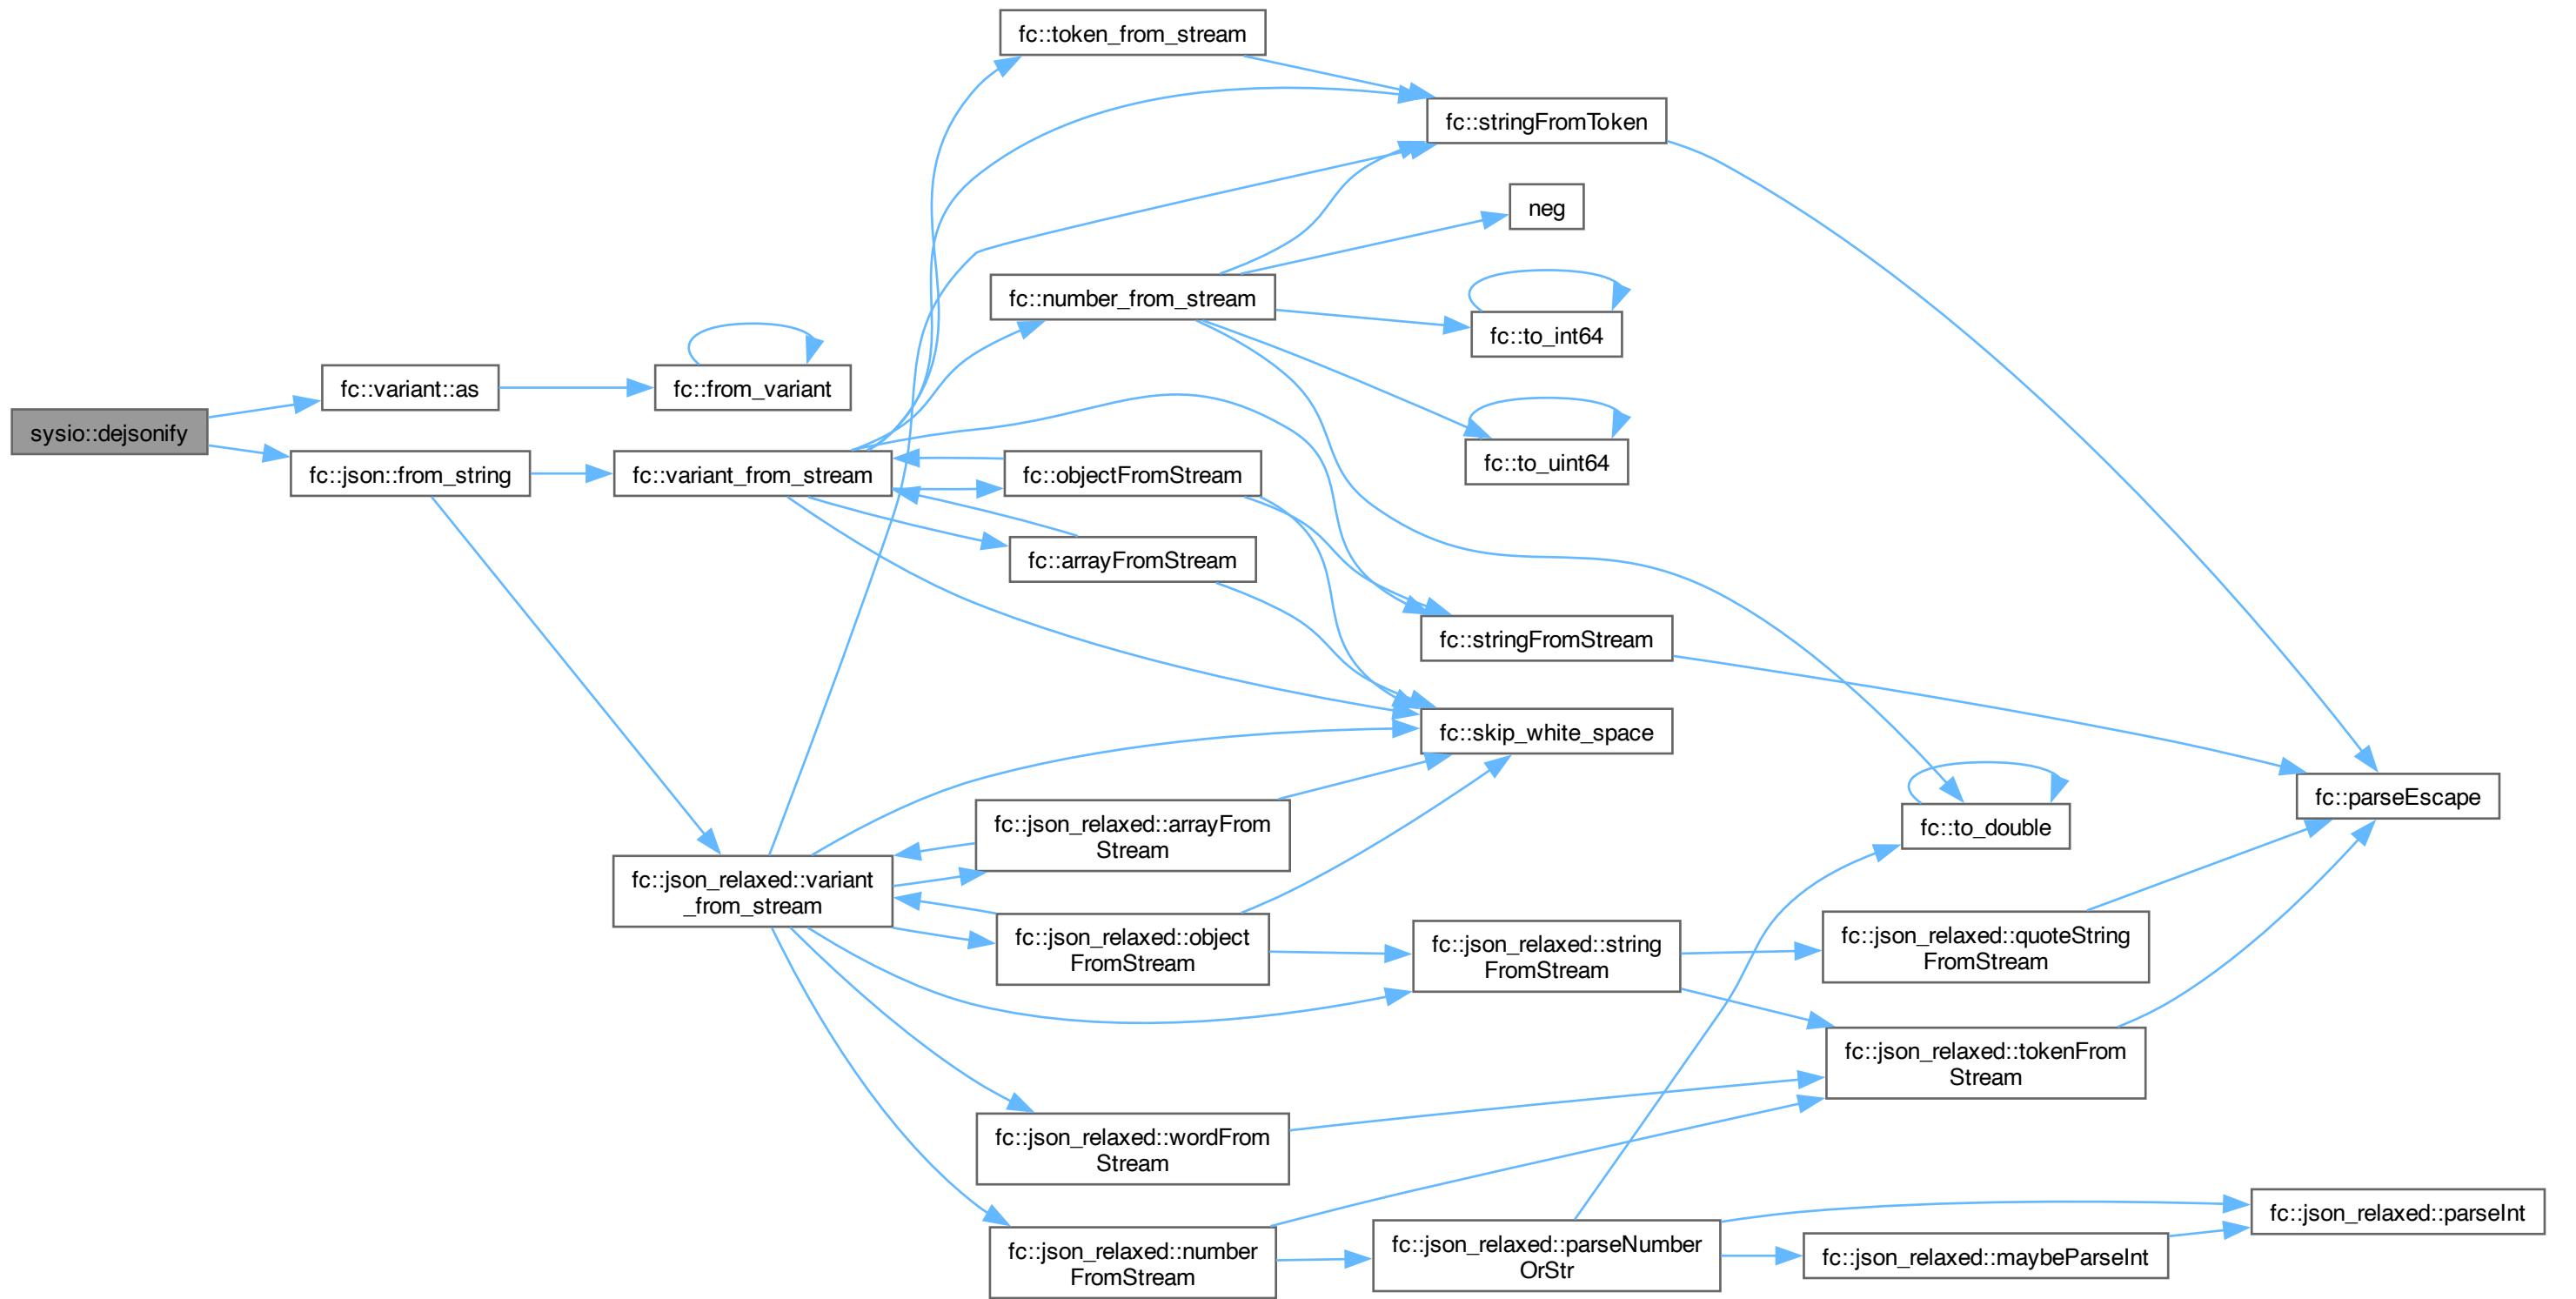 fc::token_from_stream
fc::stringFromToken
neg
fc::number_from_stream
fc::to_int64
fc::variant::as
fc::from_variant
sysio::dejsonify
fc::to_uint64
fc::json::from_string
fc::variant_from_stream
fc::objectFromStream
fc::arrayFromStream
fc::stringFromStream
fc::skip_white_space
fc::parseEscape
fc::to_double
fc::json_relaxed::arrayFrom
Stream
fc::json_relaxed::variant
_from_stream
fc::json_relaxed::object
FromStream
fc::json_relaxed::string
FromStream
fc::json_relaxed::quoteString
FromStream
fc::json_relaxed::tokenFrom
Stream
fc::json_relaxed::wordFrom
Stream
fc::json_relaxed::number
FromStream
fc::json_relaxed::parseNumber
OrStr
fc::json_relaxed::maybeParseInt
fc::json_relaxed::parseInt